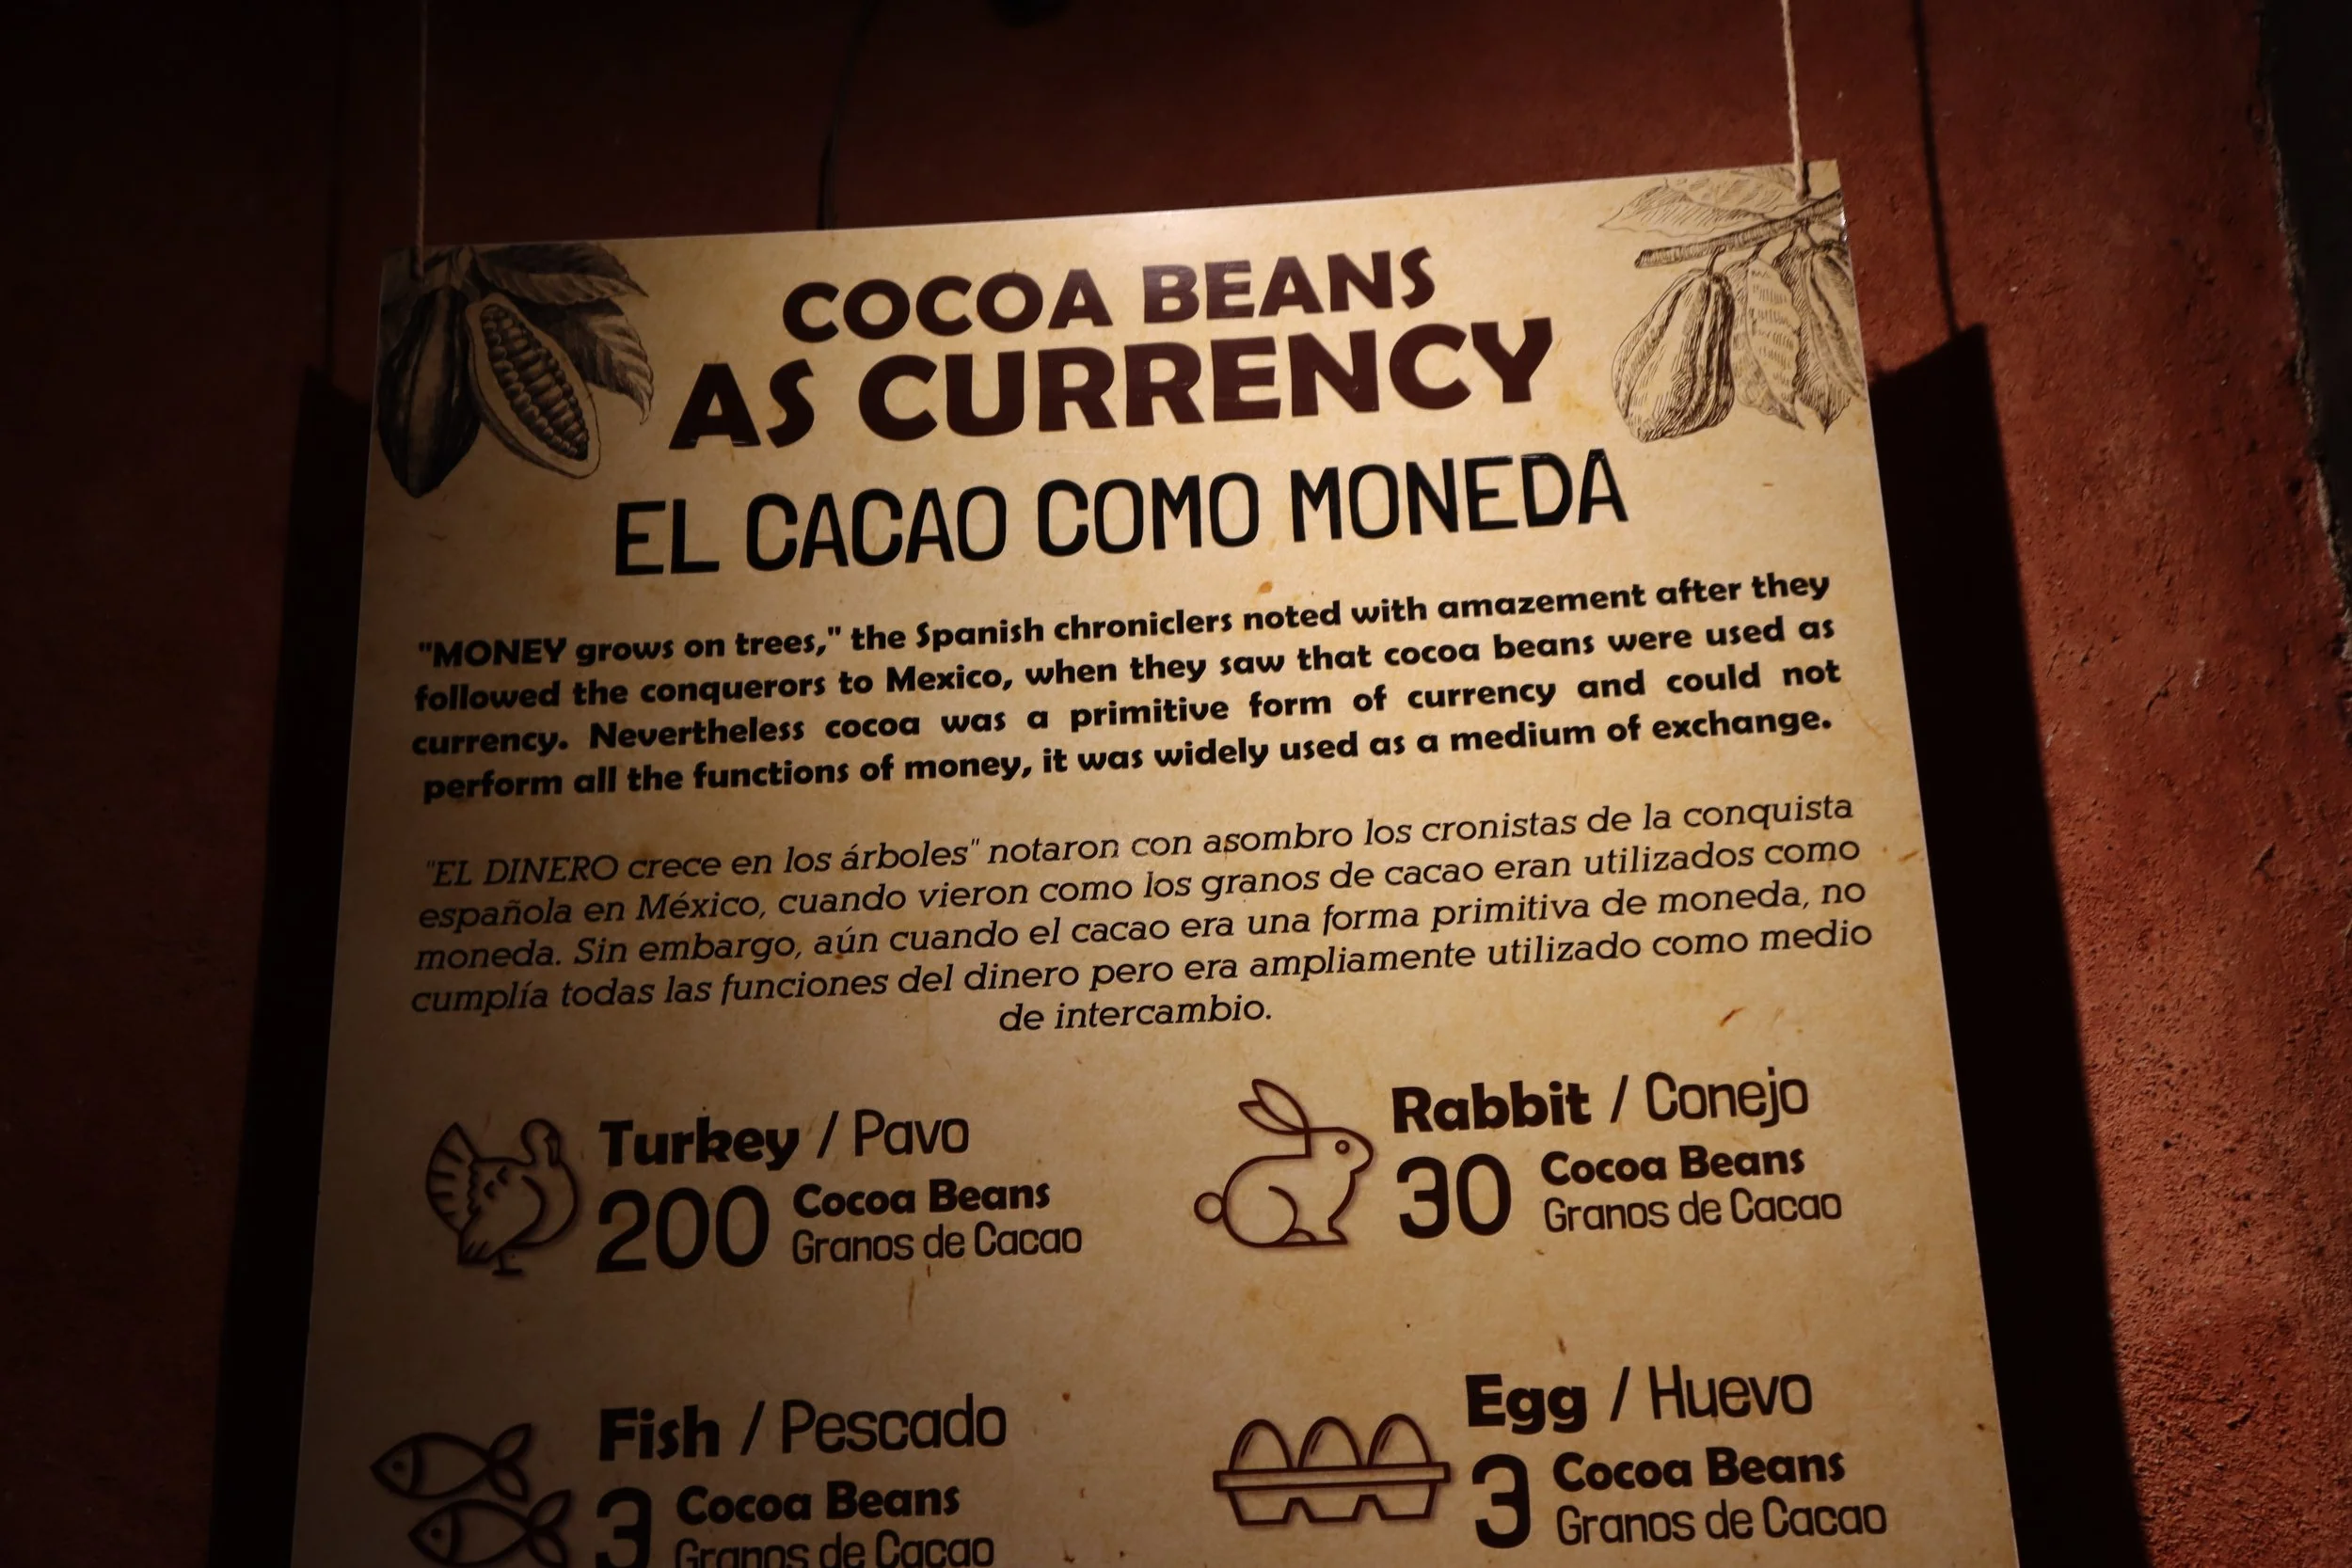 COCOA BEANS
AS CURRENCY
EL CACAO COMO MONEDA
"MONEY grows on trees," the Spanish chroniclers noted with amazement after they
followed the conquerors to Mexico, when they saw that cocoa beans were used as
currency. Nevertheless cocoa was a primitive form of currency and could not
perform all the functions of money, it was widely used as a medium of exchange.
"EL DINERO crece en los árboles" notaron con asombro los cronistas de la conquista
española en México, cuando vieron como los granos de cacao eran utilizados como
moneda. Sin embargo, aún cuando el cacao era una forma primitiva de moneda, no
cumplía todas las funciones del dinero pero era ampliamente utilizado como medio
de intercambio.
Turkey / Pavo
200 Cocoa Beans
Granos de Cacao
Rabbit / Conejo
30 Cocoa Beans
Granos de Cacao
Fish / Pescado
3 Cocoa Beans
Granos de Cacao
Egg / Huevo
3 Cocoa Beans
Granos de Cacao